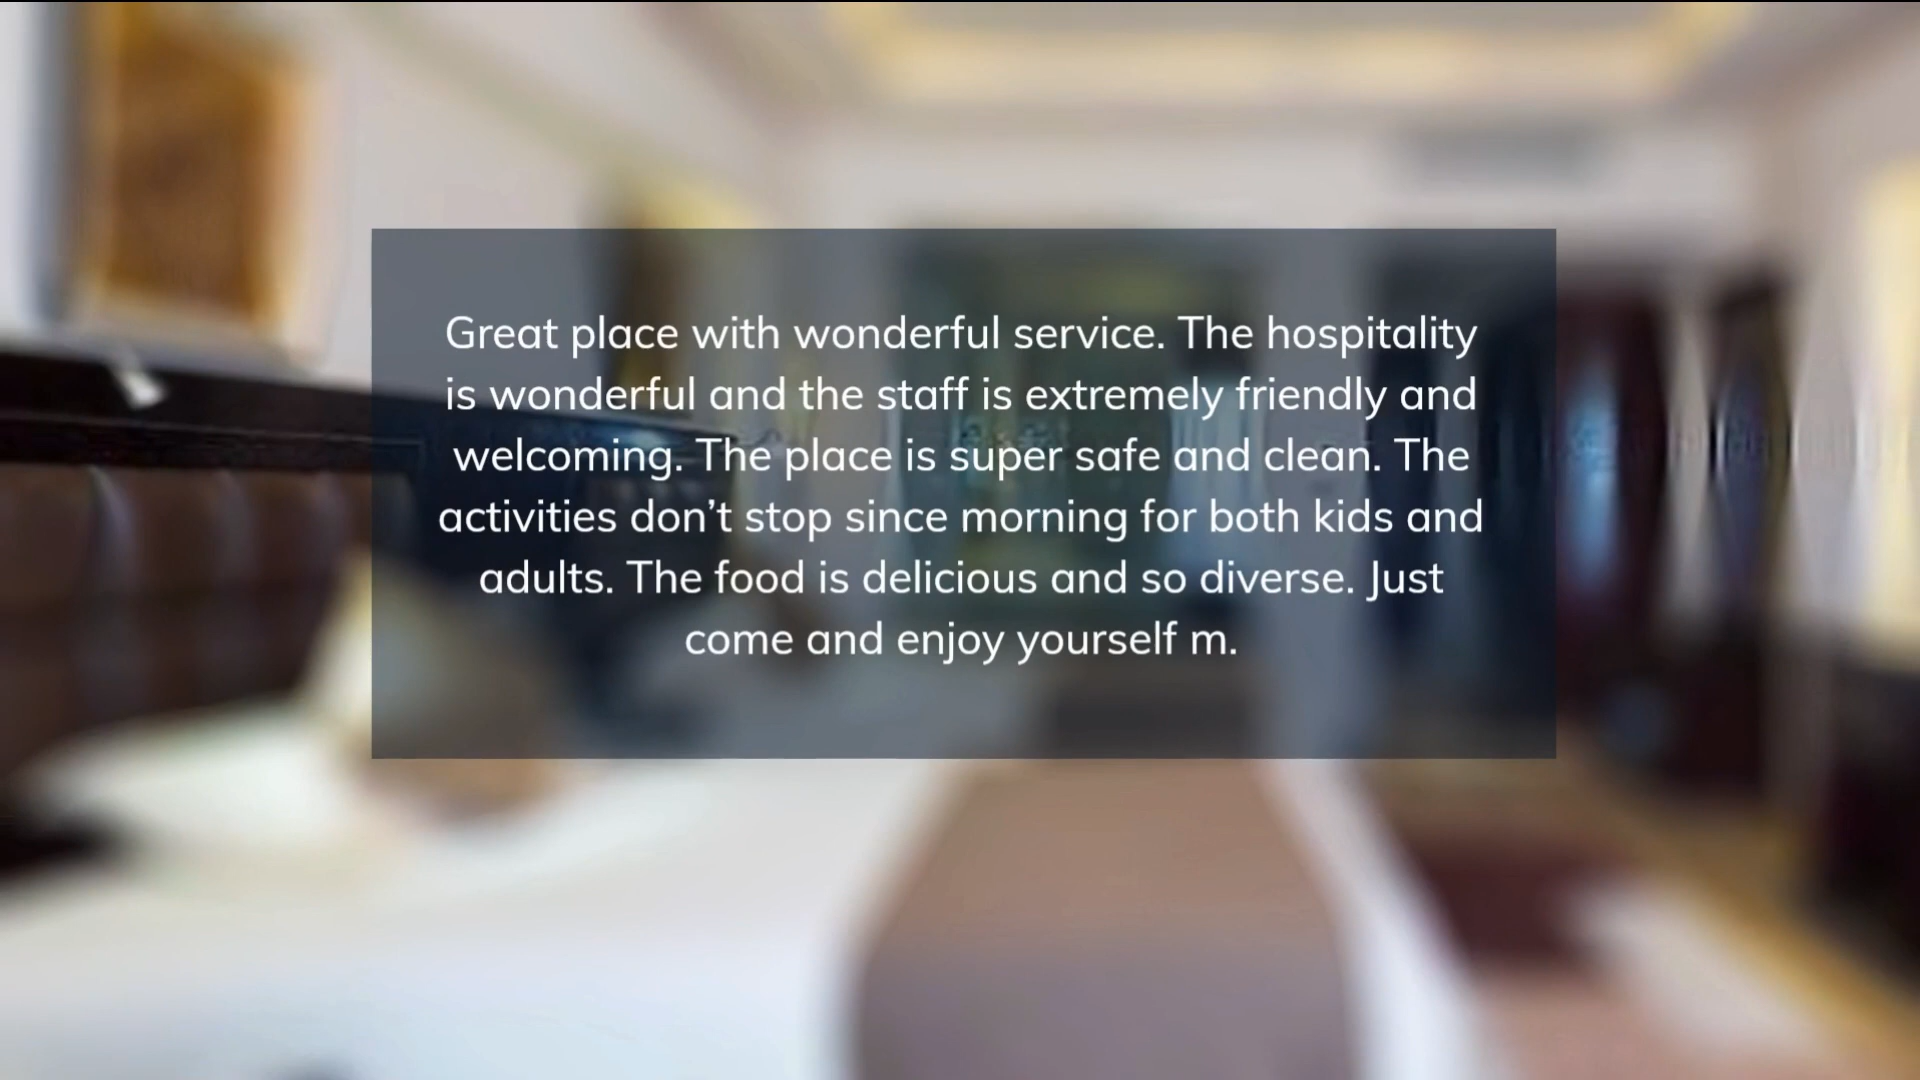 Great place with wonderful service. The hospitality
is wonderful and the staff is extremely friendly and
welcoming. The place is super safe and clean. The
activities don’t stop since morning for both kids and
adults. The food is delicious and so diverse. Just
come and enjoy yourself m.